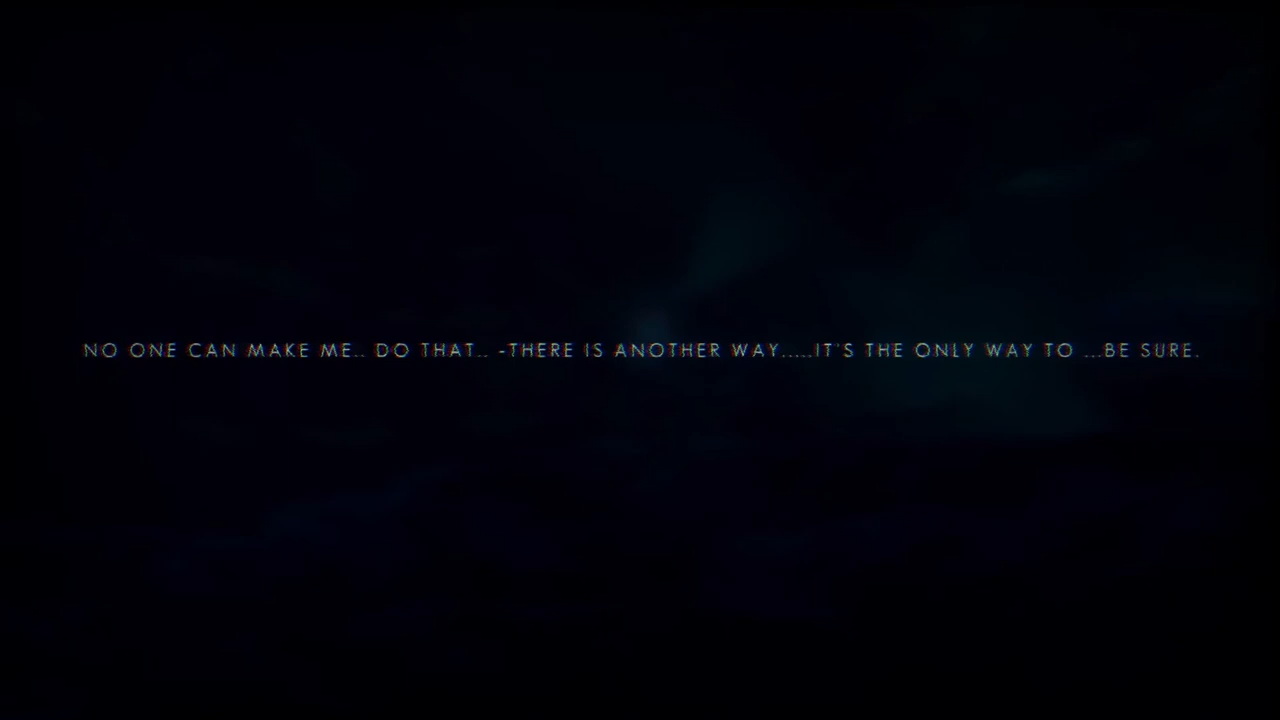 NO ONE CAN MAKE ME.. DO THAT.. -THERE IS ANOTHER WAY.....IT'S THE ONLY WAY TO ...BE SURE.